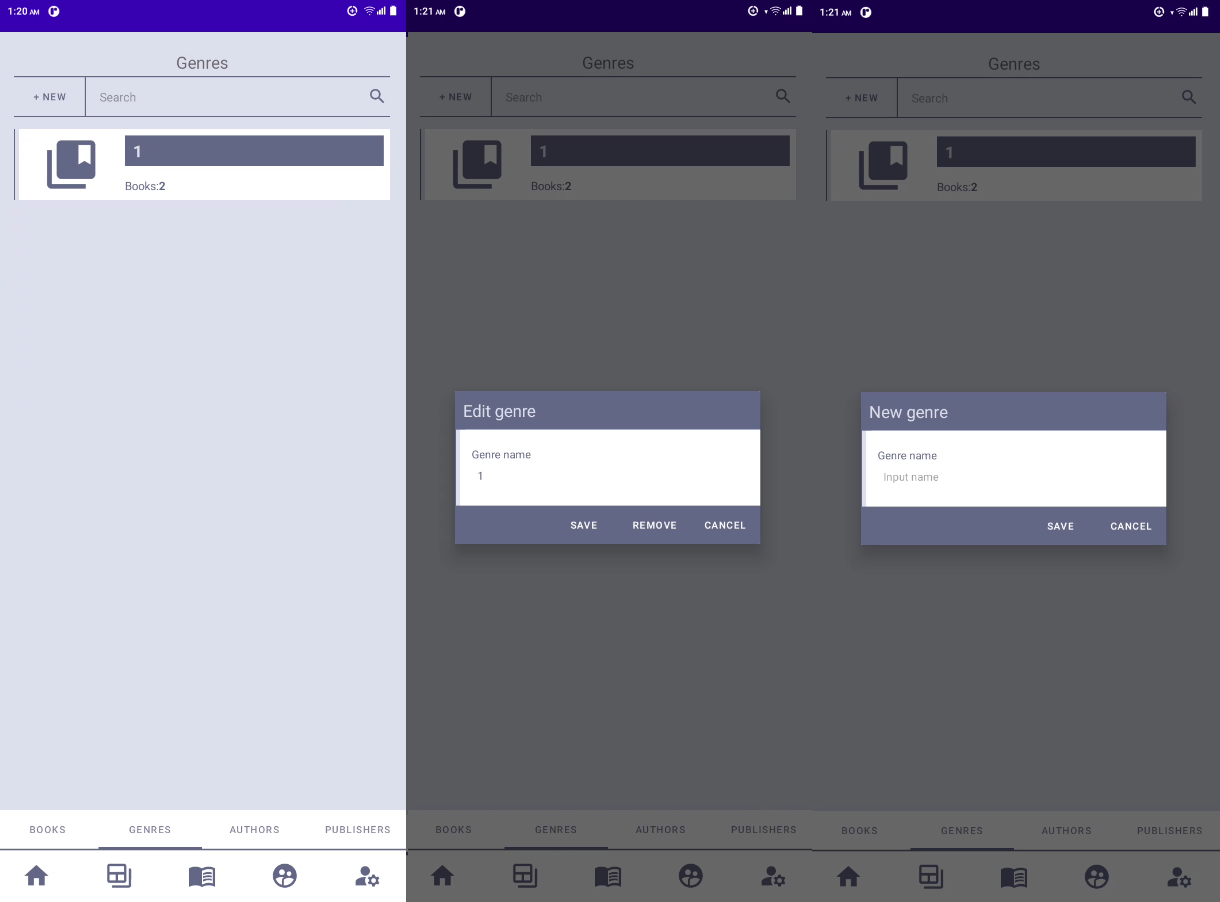 1:20 AM
Genres
+ NEW
Search
1
Books:2
BOOKS
GENRES
AUTHORS
PUBLISHERS
1:21 AM
Genres
+ NEW
Search
1
Books:2
Edit genre
Genre name
1
SAVE
REMOVE
CANCEL
BOOKS
GENRES
AUTHORS
PUBLISHERS
1:21 AM
Genres
+ NEW
Search
1
Books:2
New genre
Genre name
Input name
SAVE
CANCEL
BOOKS
GENRES
AUTHORS
PUBLISHERS